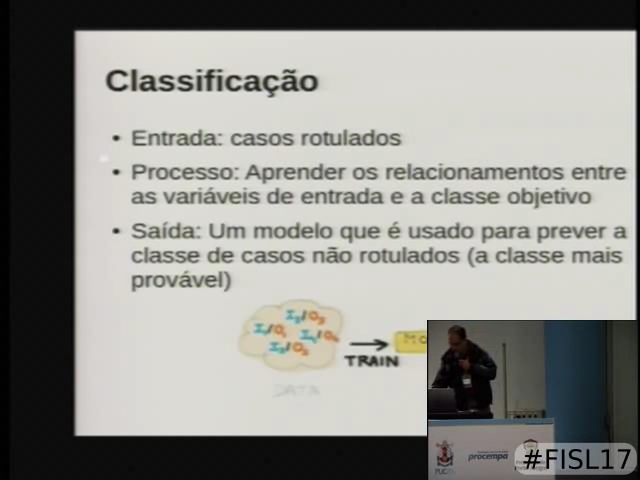 Classificação
• Entrada: casos rotulados
• Processo: Aprender os relacionamentos entre
as variáveis de entrada e a classe objetivo
• Saída: Um modelo que é usado para prever a
classe de casos não rotulados (a classe mais
provável)
TRAIN
DATA
procempa
#FISL17